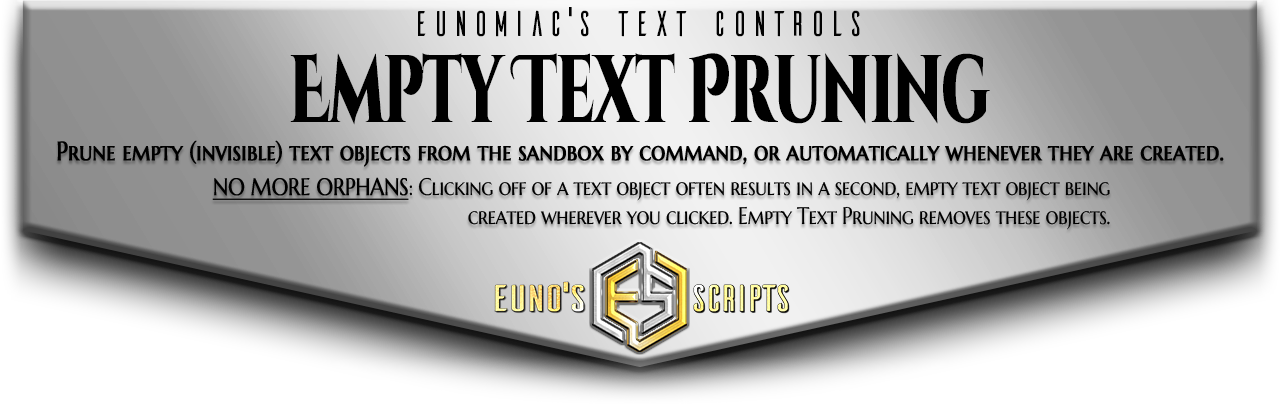 EUNOMIAC'S TEXT CONTROLS
EMPTY TEXT PRUNING
PRUNE EMPTY (INVISIBLE) TEXT OBJECTS FROM THE SANDBOX BY COMMAND, OR AUTOMATICALLY WHENEVER THEY ARE CREATED.
NO MORE ORPHANS: CLICKING OFF OF A TEXT OBJECT OFTEN RESULTS IN A SECOND, EMPTY TEXT OBJECT BEING
CREATED WHEREVER YOU CLICKED. EMPTY TEXT PRUNING REMOVES THESE OBJECTS.
EUNO'S ES SCRIPTS